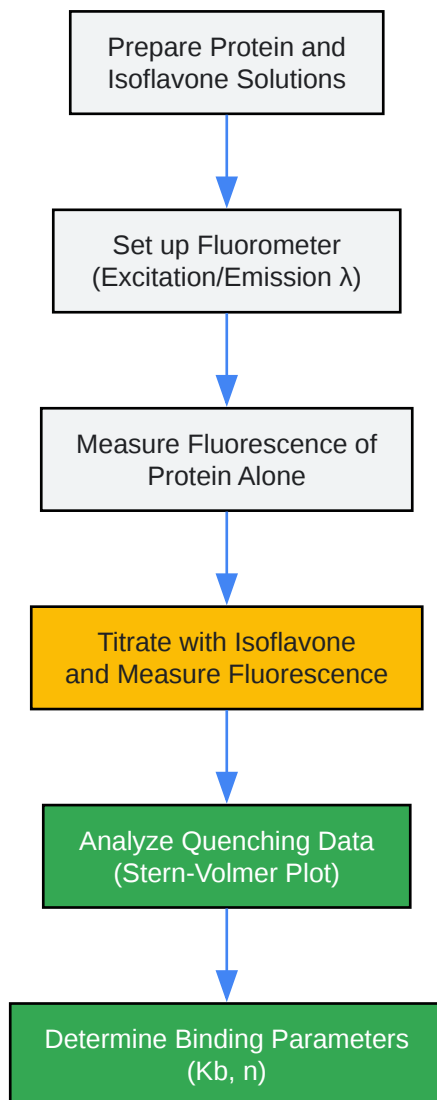 Prepare Protein and
Isoflavone Solutions
Set up Fluorometer
(Excitation/Emission λ)
Measure Fluorescence of
Protein Alone
Titrate with Isoflavone
and Measure Fluorescence
Analyze Quenching Data
(Stern-Volmer Plot)
Determine Binding Parameters
(Kb, n)